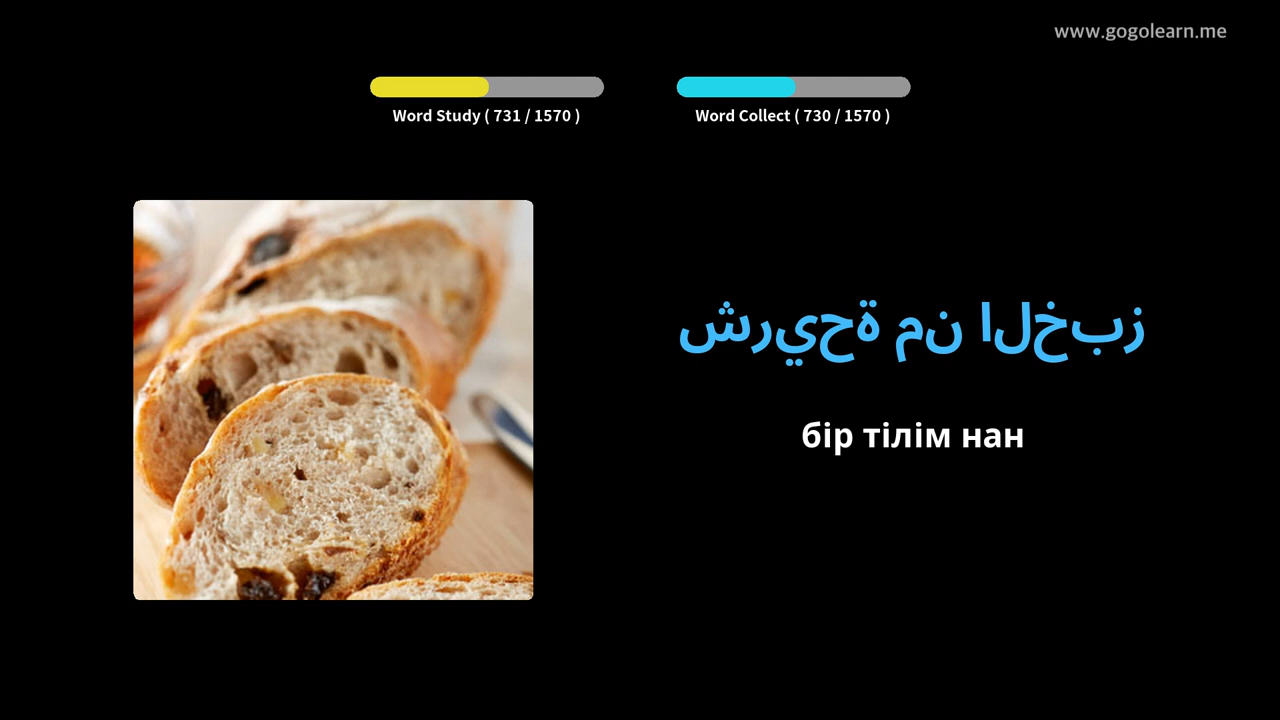 www.gogolearn.me
Word Study ( 731 / 1570 )
Word Collect ( 730 / 1570 )
شريحة من الخبز
бір тілім нан